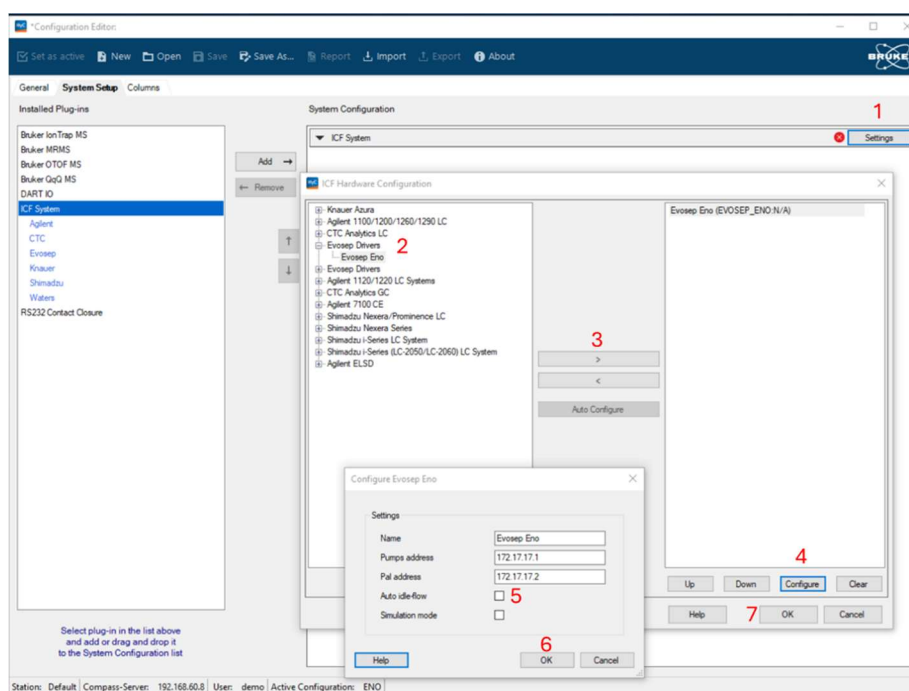 *Configuration Editor:
Set as active New Open Save Save As... Report Import Export About
BRUKER
General System Setup Columns
Installed Plug-ins
System Configuration
1
Bruker IonTrap MS
Bruker MRMS
Bruker OTOF MS
Bruker QqQ MS
DART IO
ICF System
Agilent
CTC
Evosep
Knauer
Shimadzu
Waters
RS232 Contact Closure
Add →
← Remove
↑
↓
ICF System
Settings
ICF Hardware Configuration
Knauer Azura
Agilent 1100/1200/1260/1290 LC
CTC Analytics LC
Evosep Drivers
2
Evosep Eno
Evosep Drivers
Agilent 1120/1220 LC Systems
CTC Analytics GC
Agilent 7100 CE
Shimadzu Nexera/Prominence LC
Shimadzu Nexera Series
Shimadzu i-Series LC System
Shimadzu i-Series (LC-2050/LC-2060) LC System
Agilent ELSD
3
>
<
Auto Configure
Evosep Eno (EVOSEP_ENO:N/A)
4
Up Down Configure Clear
Help 7 OK Cancel
Configure Evosep Eno
Settings
Name Evosep Eno
Pumps address 172.17.17.1
Pal address 172.17.17.2
Auto idle-flow 5
Simulation mode
6
Help OK Cancel
Select plug-in in the list above
and add or drag and drop it
to the System Configuration list
Station: Default Compass-Server: 192.168.60.8 User: demo Active Configuration: ENO